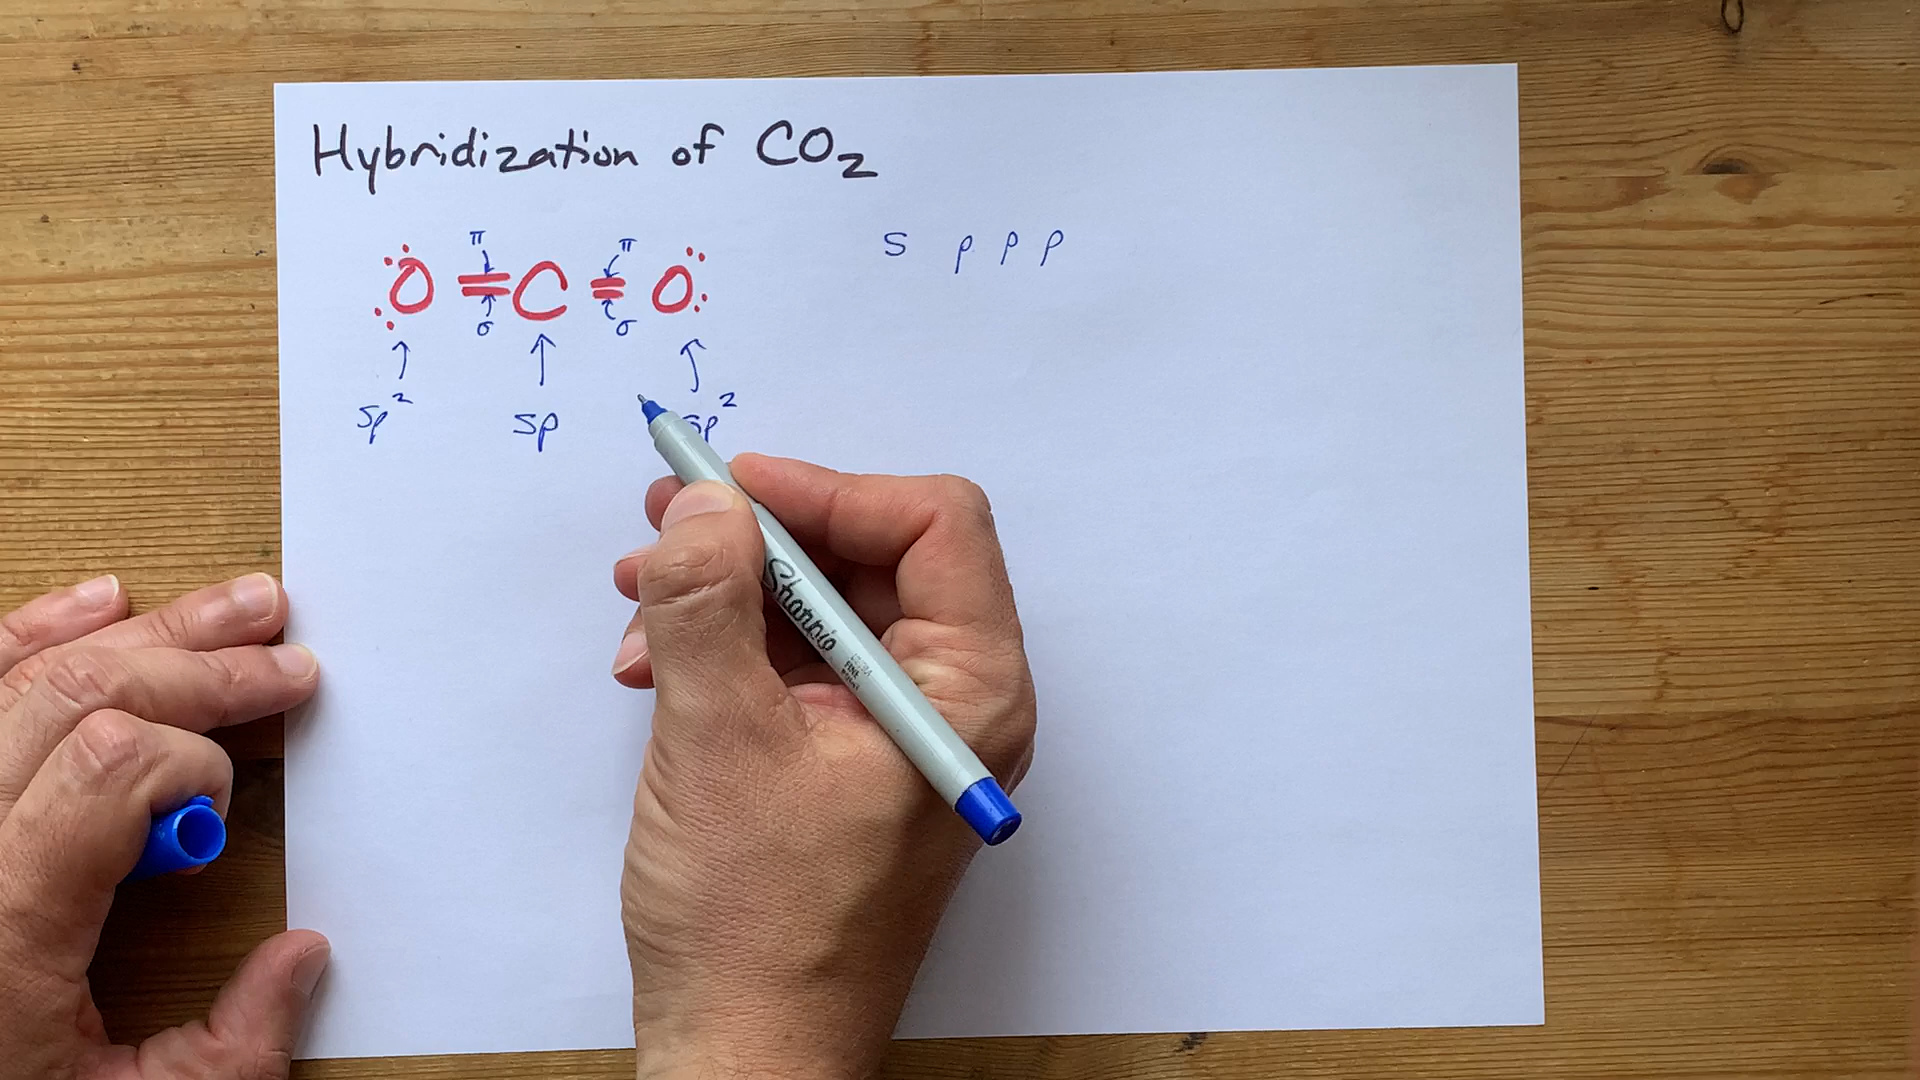 Hybridization of CO₂
s p p p
π π
O = C = O
σ σ
sp² sp sp²
Sharpie